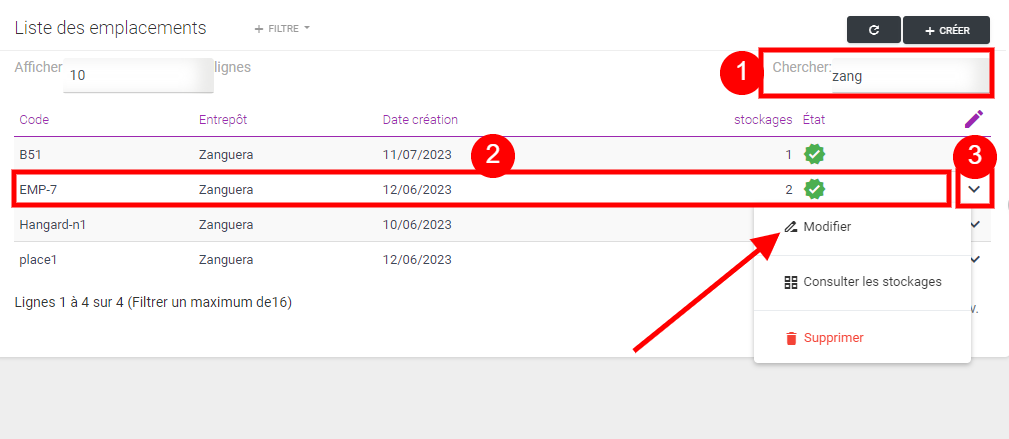 Liste des emplacements + FILTRE + CRÉER
Afficher 10 lignes 1 Chercher: zang
Code Entrepôt Date création stockages État
B51 Zanguera 11/07/2023 2 1 3
EMP-7 Zanguera 12/06/2023 2
Hangard-n1 Zanguera 10/06/2023
Modifier
place1 Zanguera 12/06/2023
Consulter les stockages
Lignes 1 à 4 sur 4 (Filtrer un maximum de16)
Supprimer